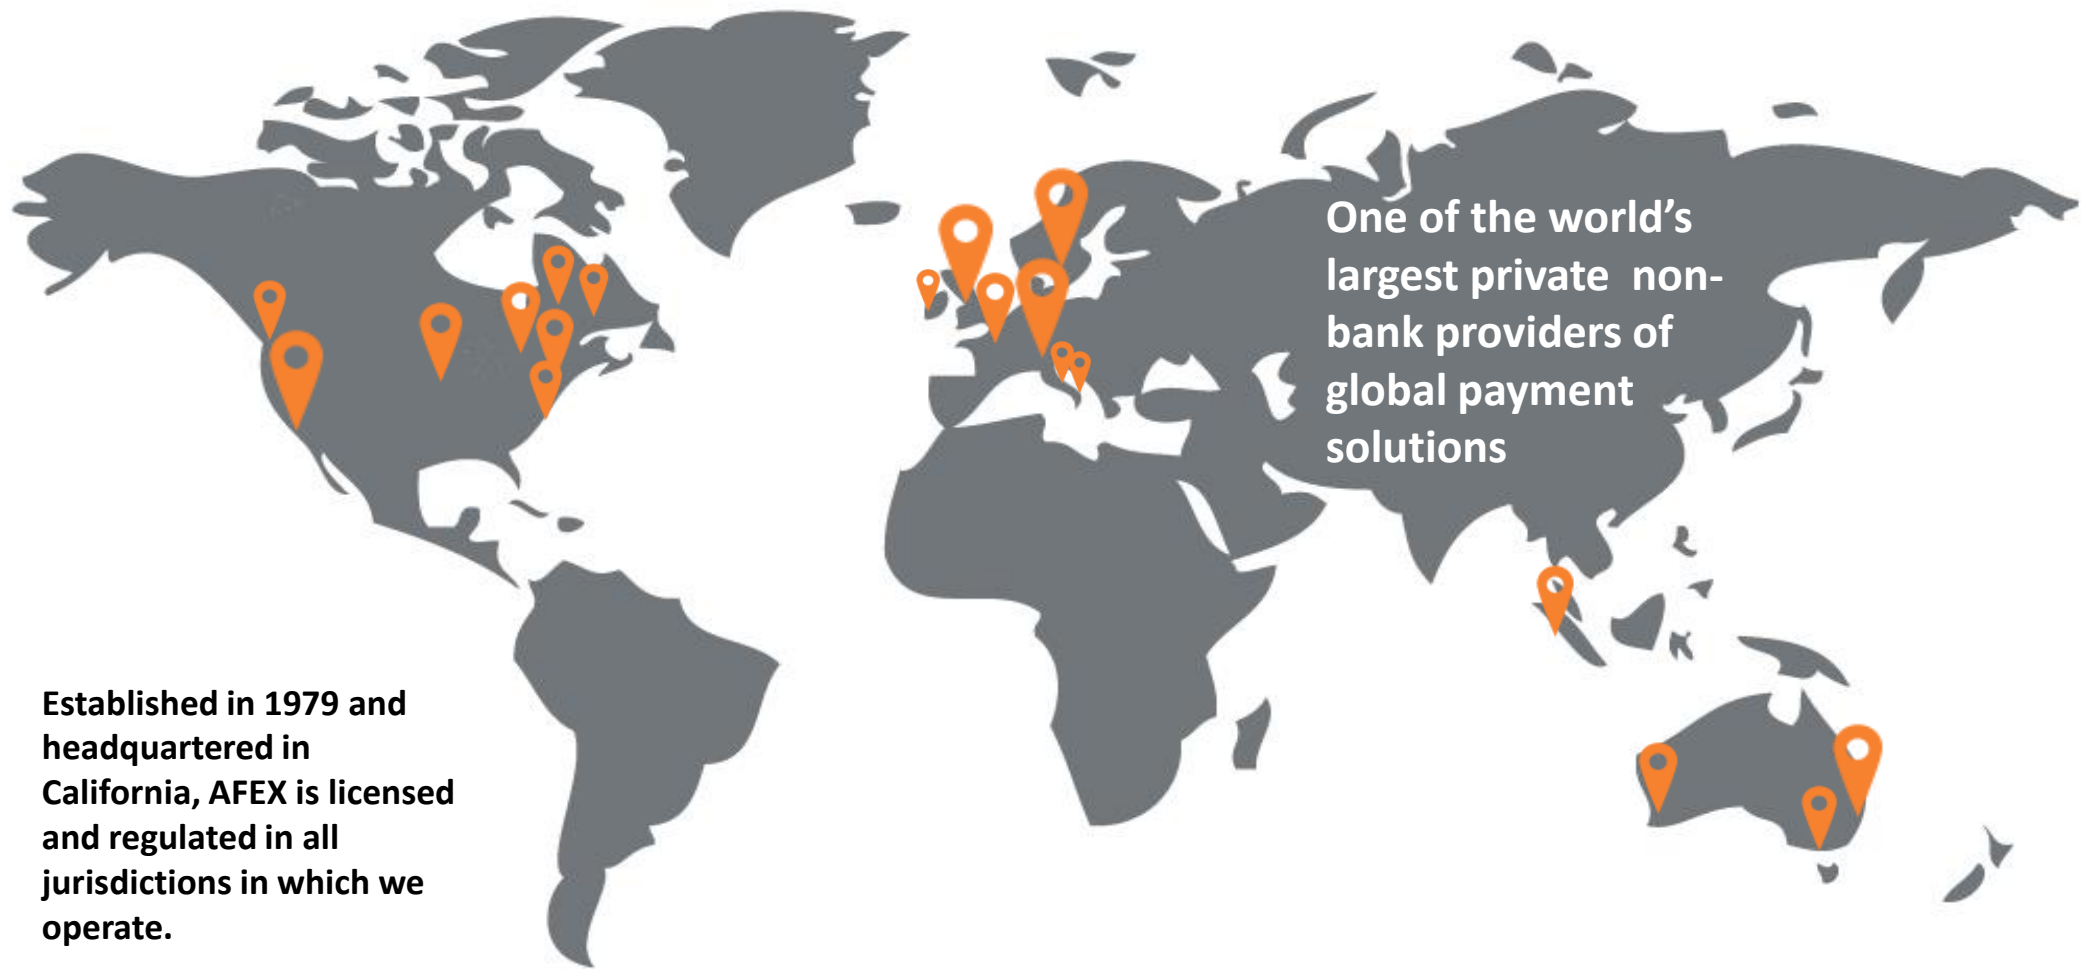 One of the world’s
largest private  non-
bank providers of
global payment
solutions
Established in 1979 and
headquartered in
California, AFEX is licensed
and regulated in all
jurisdictions in which we
operate.